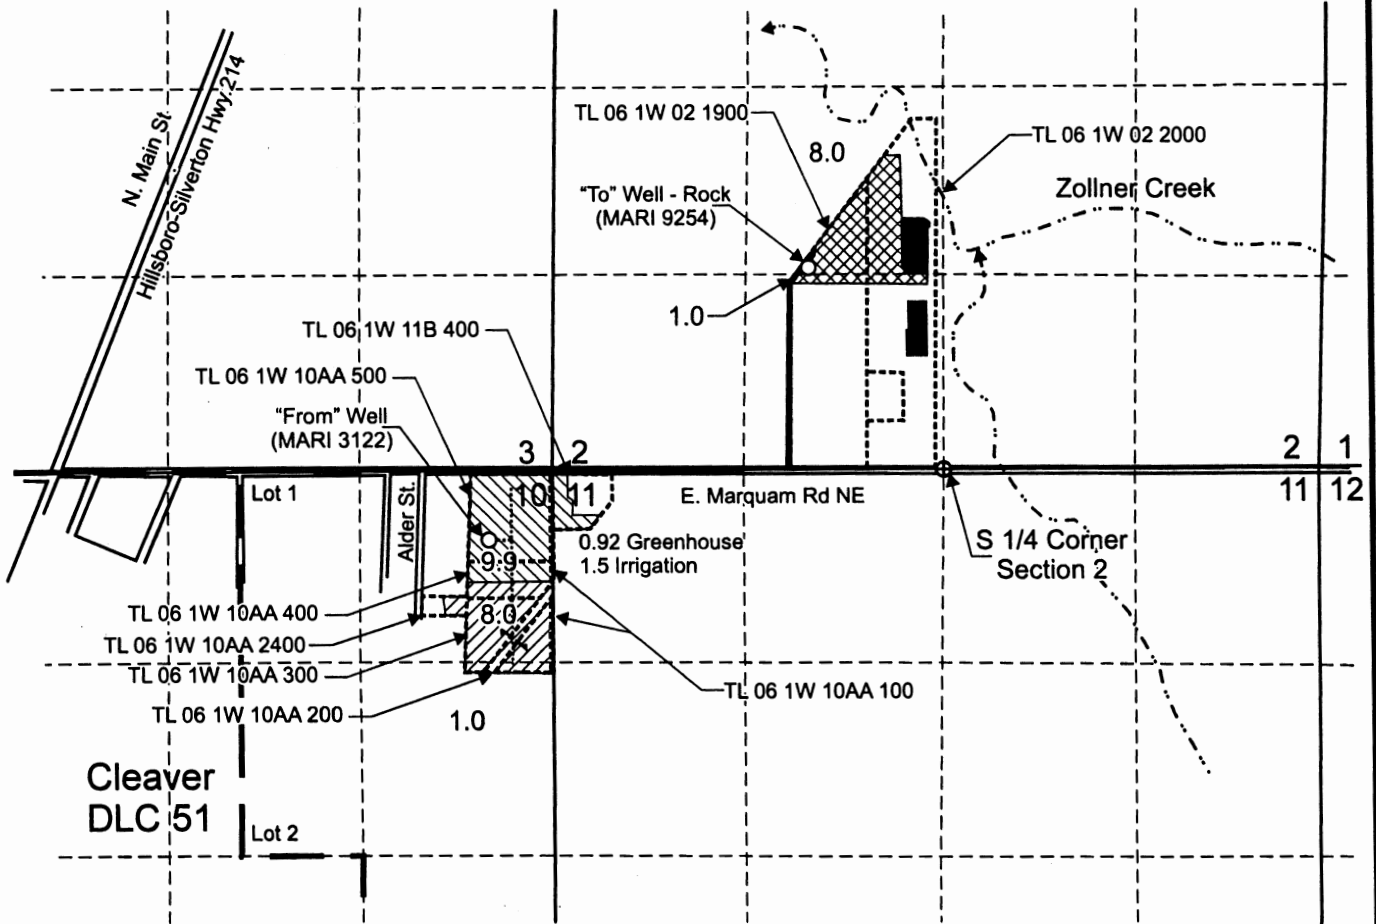 N. Main St.
Hillsboro-Silverton Hwy.214
TL 06 1W 02 1900
8.0
TL 06 1W 02 2000
"To" Well - Rock
(MARI 9254)
Zollner Creek
1.0
TL 06 1W 11B 400
TL 06 1W 10AA 500
"From" Well
(MARI 3122)
3 2
2 1
10 11
11 12
Lot 1
Alder St.
E. Marquam Rd NE
0.92 Greenhouse
1.5 Irrigation
S 1/4 Corner
Section 2
9.9
TL 06 1W 10AA 400
8.0
TL 06 1W 10AA 2400
TL 06 1W 10AA 300
TL 06 1W 10AA 100
TL 06 1W 10AA 200
1.0
Cleaver
DLC 51
Lot 2